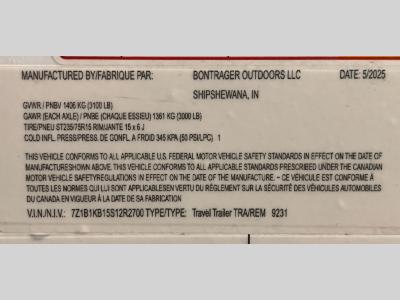 MANUFACTURED BY/FABRIQUE PAR: BONTRAGER OUTDOORS LLC DATE: 5/2025
SHIPSHEWANA, IN
GVWR / PNBV 1406 KG (3100 LB)
GAWR (EACH AXLE) / PNBE (CHAQUE ESSIEU) 1361 KG (3000 LB)
TIRE/PNEU ST235/75R15 RIM/JANTE 15 x 6 J
COLD INFL. PRESS/PRESS. DE GONFL. A FROID 345 KPA (50 PSI/LPC) 1
THIS VEHICLE CONFORMS TO ALL APPLICABLE U.S. FEDERAL MOTOR VEHICLE SAFETY STANDARDS IN EFFECT ON THE DATE OF
MANUFACTURESHOWN ABOVE. THIS VEHICLE CONFORMS TO ALL APPLICABLE STANDARDS PRESCRIBED UNDER THE CANADIAN
MOTOR VEHICLE SAFETYREGULATIONS IN EFFECT ON THE DATE OF MANUFACTURE. – CE VÉHICULE EST CONFORME À
TOUTES LES NORMES QUI LUI SONT APPLICABLESEN VERTU DU RÈGLEMENT SUR LA SÉCURITÉ DES VÉHICULES AUTOMOBILES
DU CANADA EN VIGUEUR À LA DATE DE SA FABRICATION
V.I.N./N.I.V.: 7Z1B1KB15S12R2700 TYPE/TYPE: Travel Trailer TRA/REM 9231